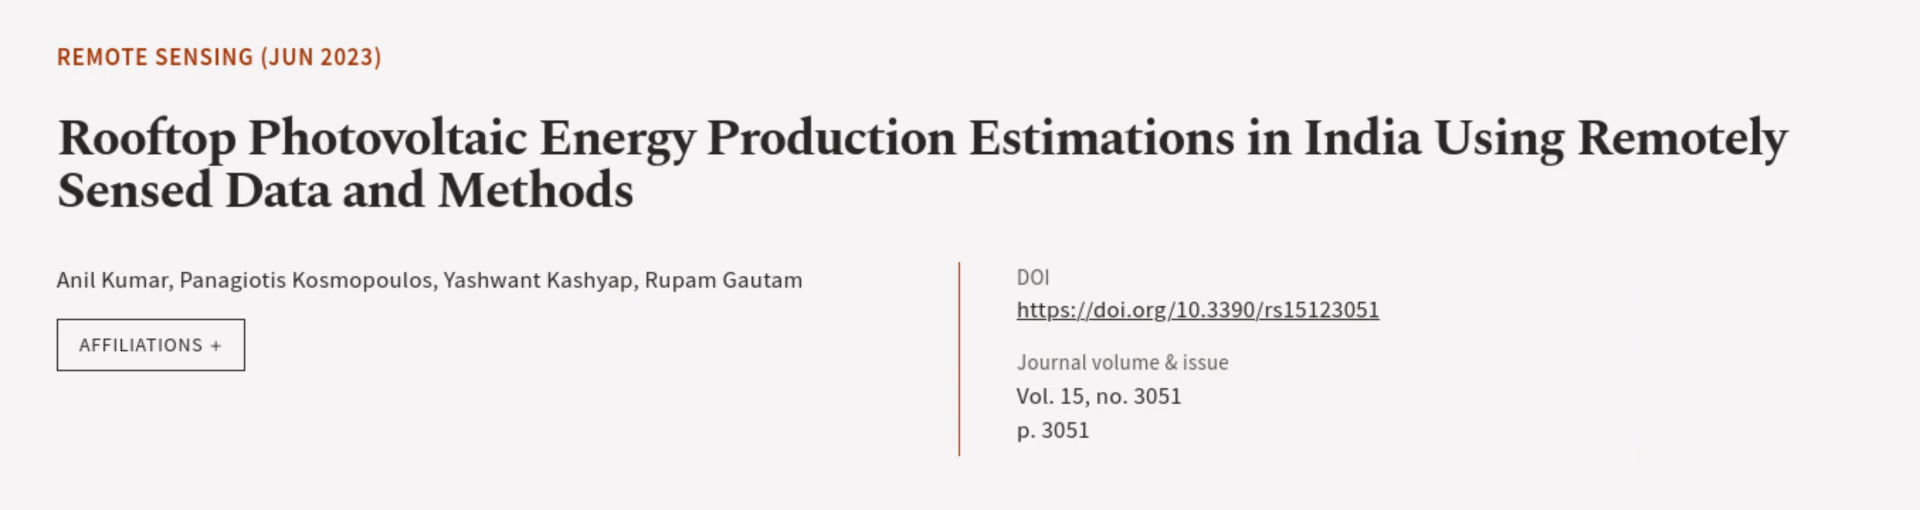 REMOTE SENSING (JUN 2023)
Rooftop Photovoltaic Energy Production Estimations in India Using Remotely
Sensed Data and Methods
Anil Kumar, Panagiotis Kosmopoulos, Yashwant Kashyap, Rupam Gautam
AFFILIATIONS +
DOI
https://doi.org/10.3390/rs15123051
Journal volume & issue
Vol. 15, no. 3051
p. 3051